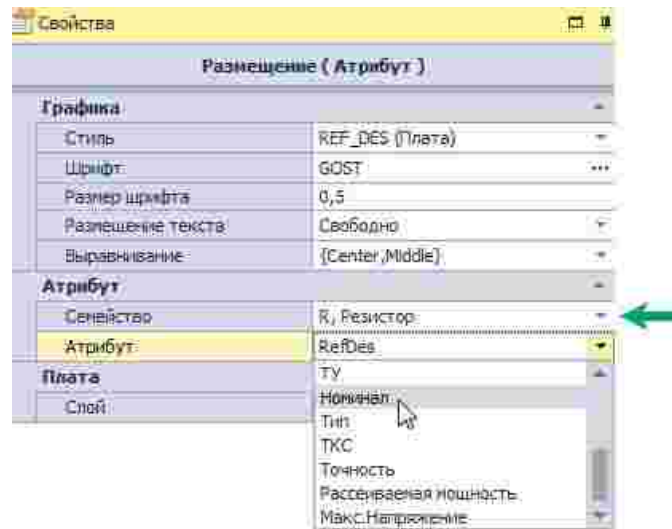 Свойства
Размещение ( Атрибут )
Графика
Стиль REF_DES (Плата)
Шрифт GOST ...
Размер шрифта 0,5
Размещение текста Свободно
Выравнивание {Center,Middle}
Атрибут
Семейство R, Резистор
Атрибут RefDes
Плата ТУ
Слой Номинал
Тип
ТКС
Точность
Рассеиваемая мощность
Макс.Напряжение